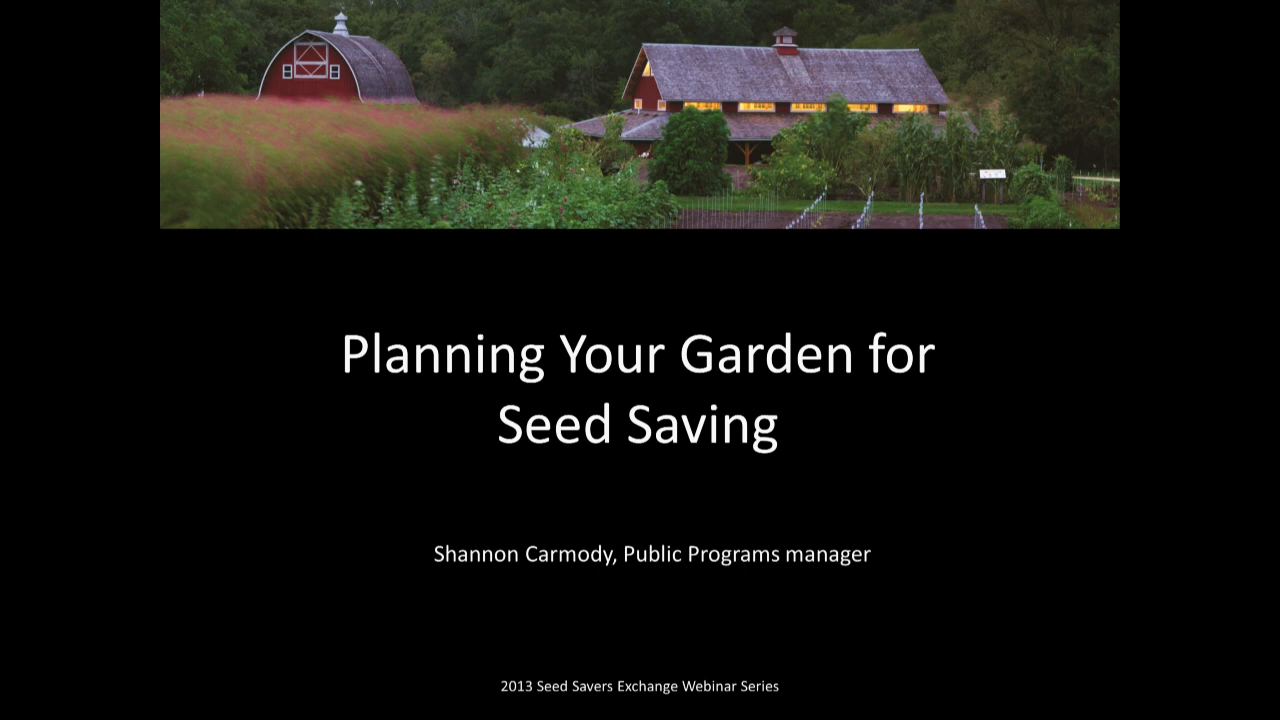 Planning Your Garden for
Seed Saving
Shannon Carmody, Public Programs manager
2013 Seed Savers Exchange Webinar Series